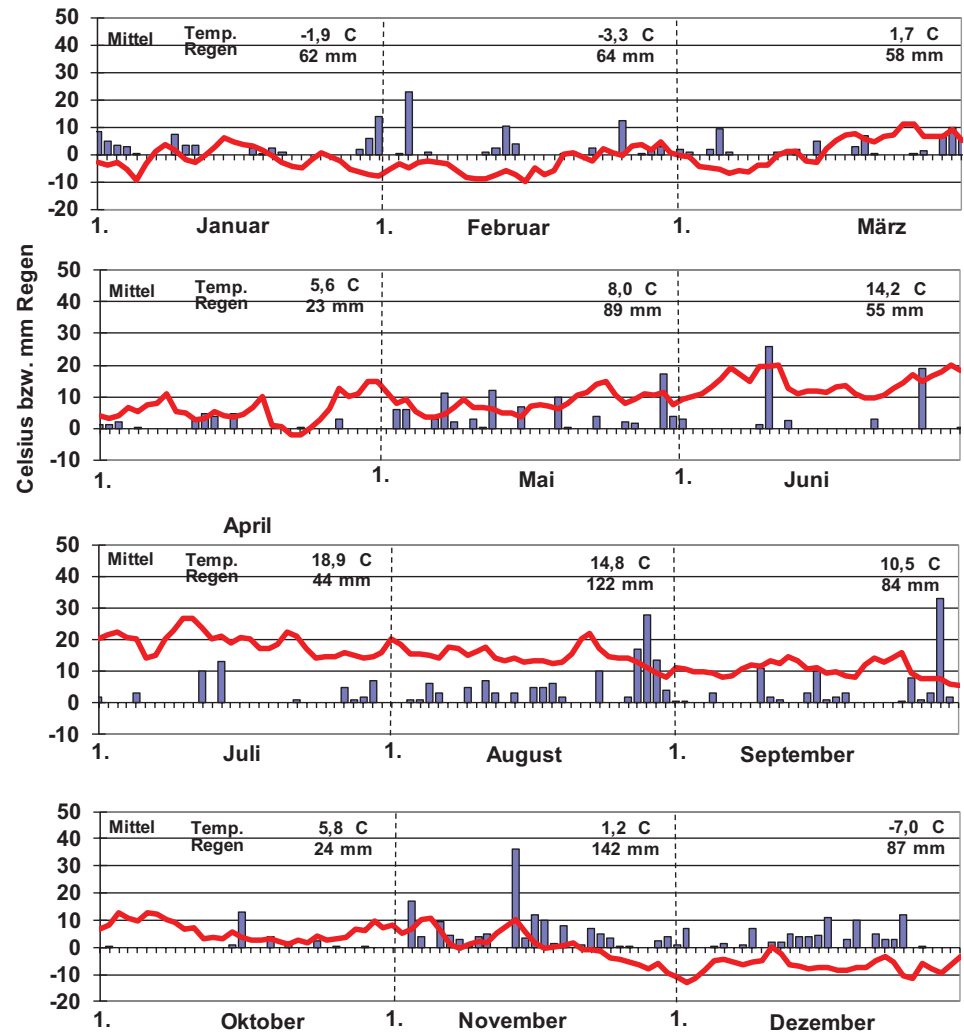 Celsius bzw. mm Regen
50
40
30
20
10
0
-10
-20
Mittel Temp. -1,9 C -3,3 C 1,7 C
Regen 62 mm 64 mm 58 mm
1. Januar 1. Februar 1. März
50
40
30
20
10
0
-10
Mittel Temp. 5,6 C 8,0 C 14,2 C
Regen 23 mm 89 mm 55 mm
1. 1. Mai 1. Juni
April
50
40
30
20
10
0
-10
Mittel Temp. 18,9 C 14,8 C 10,5 C
Regen 44 mm 122 mm 84 mm
1. Juli 1. August 1. September
50
40
30
20
10
0
-10
-20
Mittel Temp. 5,8 C 1,2 C -7,0 C
Regen 24 mm 142 mm 87 mm
1. Oktober 1. November 1. Dezember